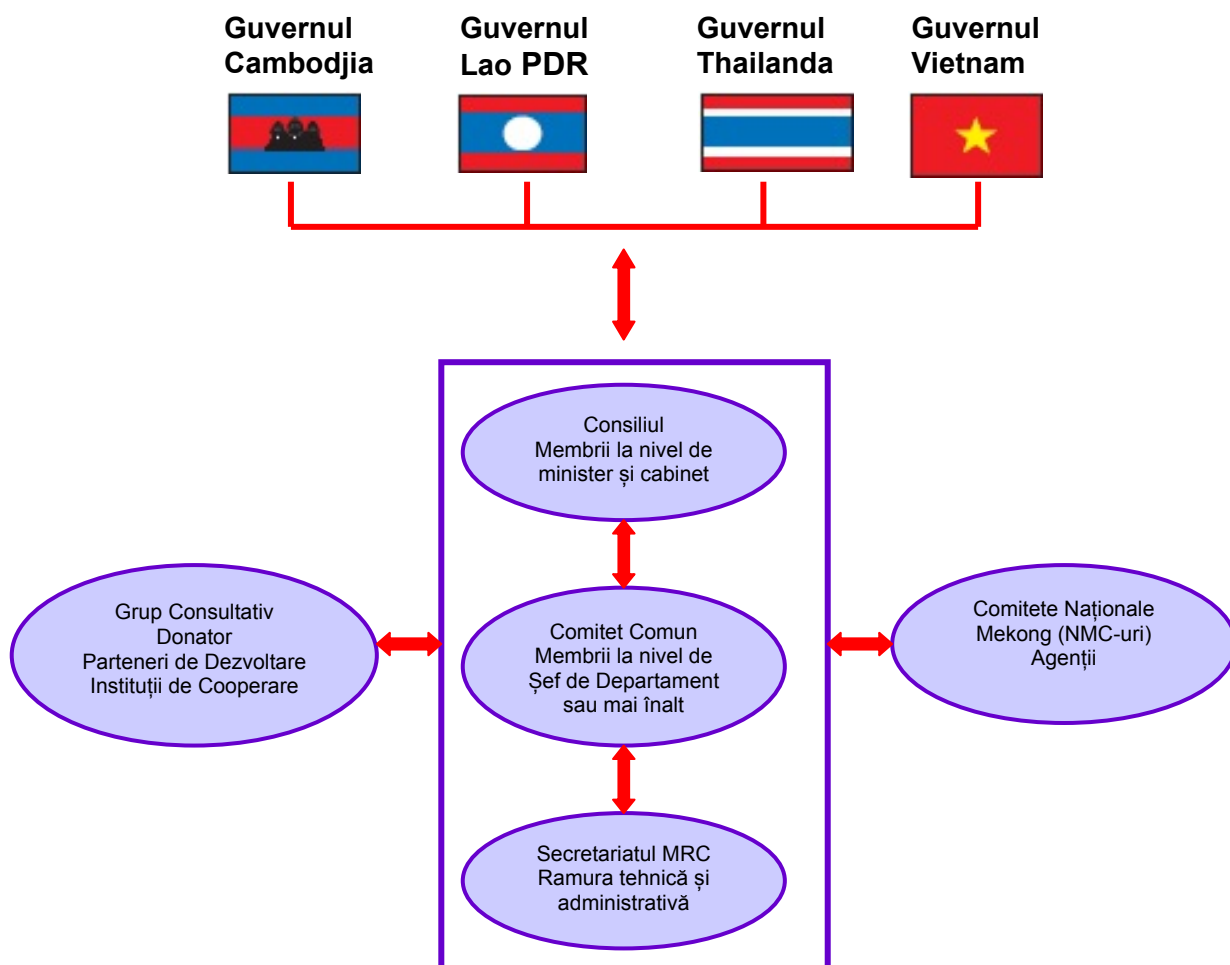 Guvernul
Cambodjia
Guvernul
Lao PDR
Guvernul
Thailanda
Guvernul
Vietnam
Consiliul
Membrii la nivel de
minister și cabinet
Grup Consultativ
Donator
Parteneri de Dezvoltare
Instituții de Cooperare
Comitet Comun
Membrii la nivel de
Șef de Departament
sau mai înalt
Comitete Naționale
Mekong (NMC-uri)
Agenții
Secretariatul MRC
Ramura tehnică și
administrativă